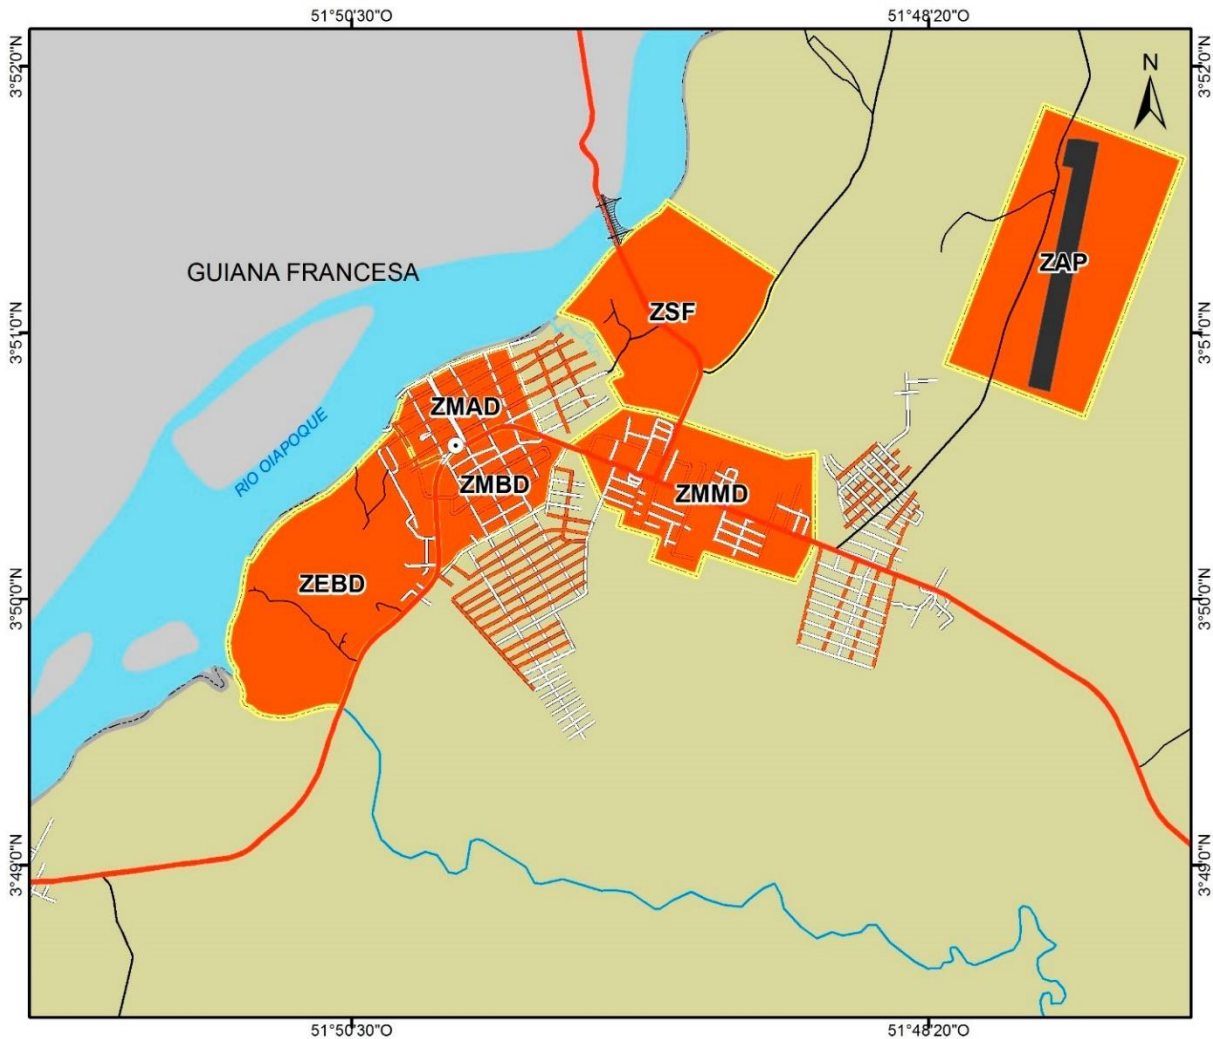 51°50'30"O
51°48'20"O
3°52'0"N
3°52'0"N
N
ZAP
GUIANA FRANCESA
ZSF
3°51'0"N
3°51'0"N
ZMAD
RIO OIAPOQUE
ZMBD
ZMMD
ZEBD
3°50'0"N
3°50'0"N
3°49'0"N
3°49'0"N
51°50'30"O
51°48'20"O